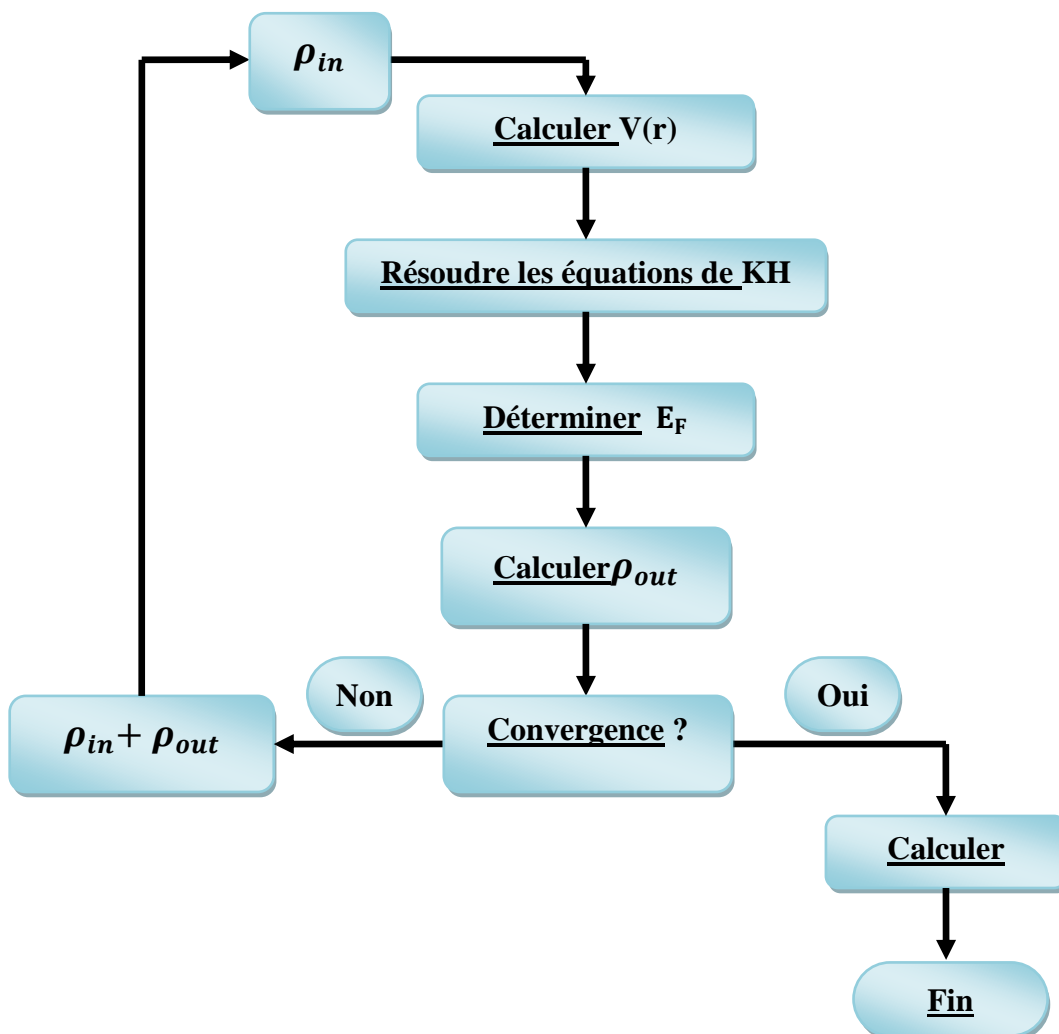 ρin
Calculer V(r)
Résoudre les équations de KH
Déterminer EF
Calculerρout
Non
Oui
ρin+ ρout
Convergence ?
Calculer
Fin